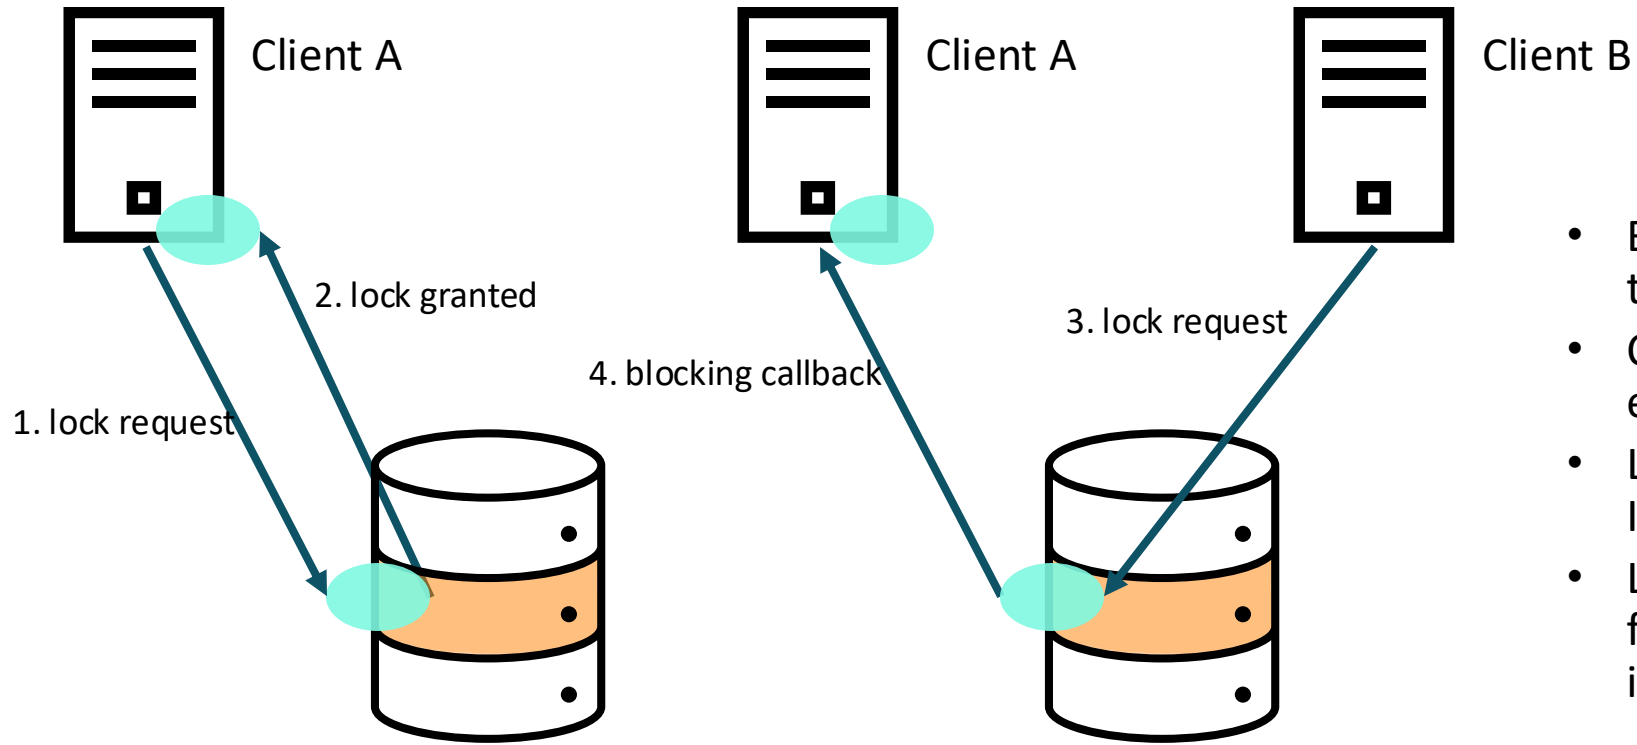 Client A
Client A
Client B
2. lock granted
3. lock request
4. blocking callback
1. lock request
•
•
•
•